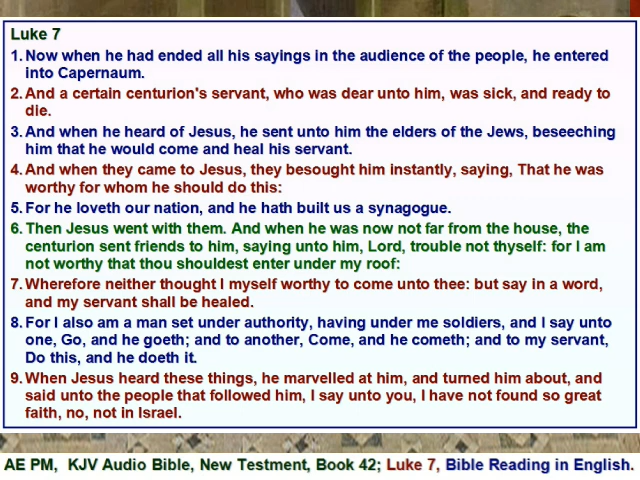 Luke 7
1. Now when he had ended all his sayings in the audience of the people, he entered
into Capernaum.
2. And a certain centurion's servant, who was dear unto him, was sick, and ready to
die.
3. And when he heard of Jesus, he sent unto him the elders of the Jews, beseeching
him that he would come and heal his servant.
4. And when they came to Jesus, they besought him instantly, saying, That he was
worthy for whom he should do this:
5. For he loveth our nation, and he hath built us a synagogue.
6. Then Jesus went with them. And when he was now not far from the house, the
centurion sent friends to him, saying unto him, Lord, trouble not thyself: for I am
not worthy that thou shouldest enter under my roof:
7. Wherefore neither thought I myself worthy to come unto thee: but say in a word,
and my servant shall be healed.
8. For I also am a man set under authority, having under me soldiers, and I say unto
one, Go, and he goeth; and to another, Come, and he cometh; and to my servant,
Do this, and he doeth it.
9. When Jesus heard these things, he marvelled at him, and turned him about, and
said unto the people that followed him, I say unto you, I have not found so great
faith, no, not in Israel.
AE PM, KJV Audio Bible, New Testment, Book 42; Luke 7, Bible Reading in English.